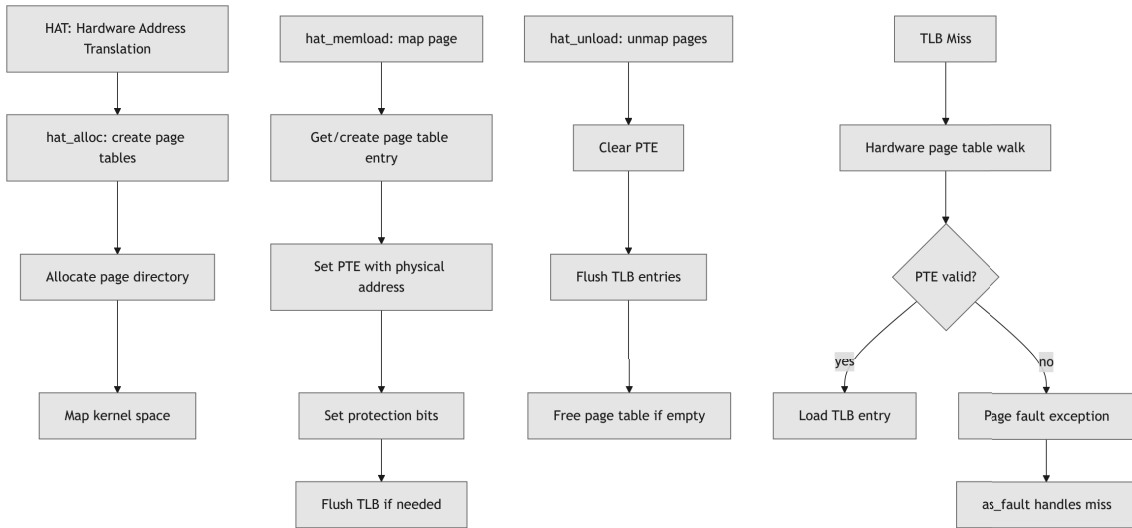 HAT: Hardware Address
Translation
hat_alloc: create page
tables
Allocate page directory
Map kernel space
hat_memload: map page
Get/create page table
entry
Set PTE with physical
address
Set protection bits
Flush TLB if needed
hat_unload: unmap pages
Clear PTE
Flush TLB entries
Free page table if empty
TLB Miss
Hardware page table walk
PTE valid?
yes
no
Load TLB entry
Page fault exception
as_fault handles miss